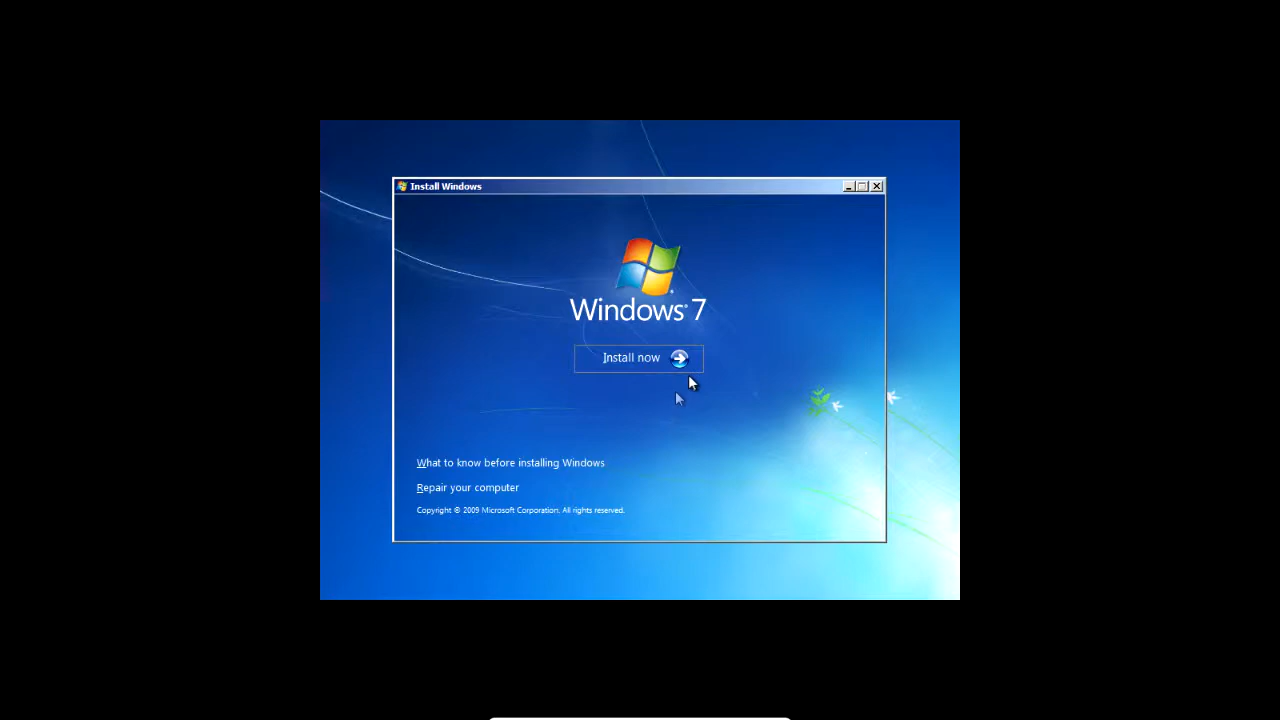 Install Windows
Windows® 7
Install now
What to know before installing Windows
Repair your computer
Copyright © 2009 Microsoft Corporation. All rights reserved.